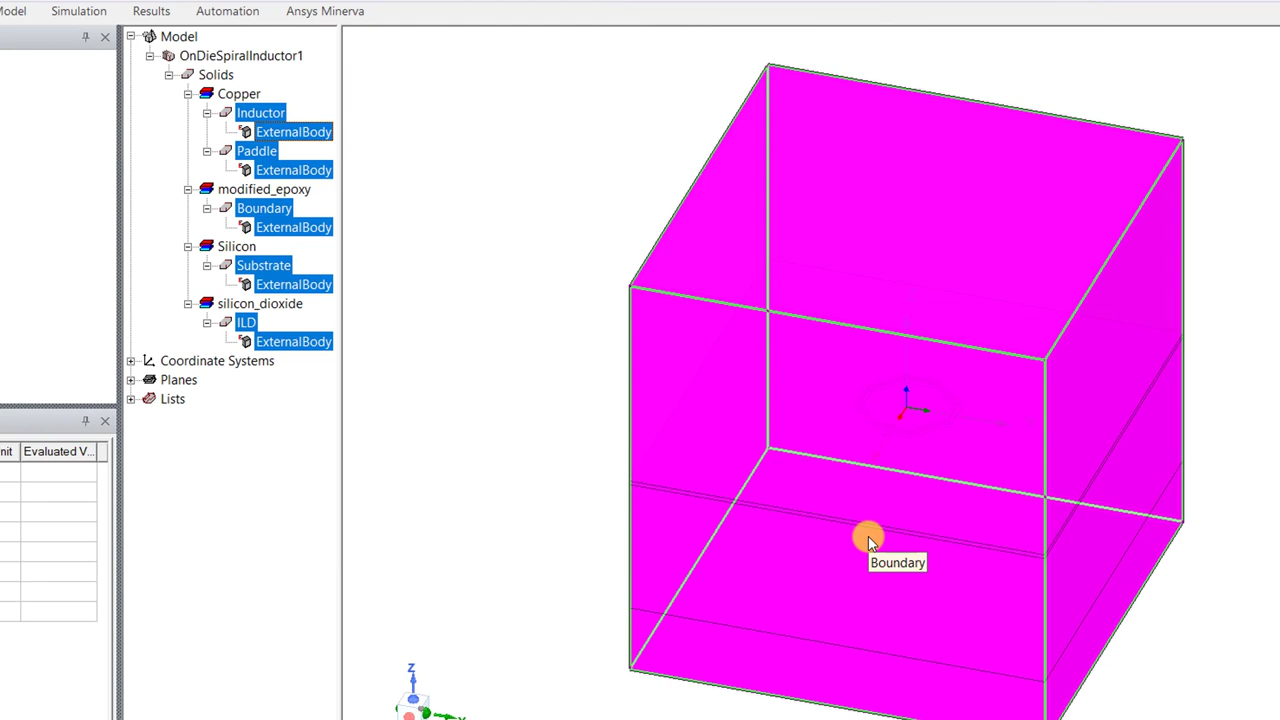 Model Simulation Results Automation Ansys Minerva
Model
OnDieSpiralInductor1
Solids
Copper
Inductor
ExternalBody
Paddle
ExternalBody
modified_epoxy
Boundary
ExternalBody
Silicon
Substrate
ExternalBody
silicon_dioxide
ILD
ExternalBody
Coordinate Systems
Planes
Lists
nit Evaluated V...
Boundary
Z